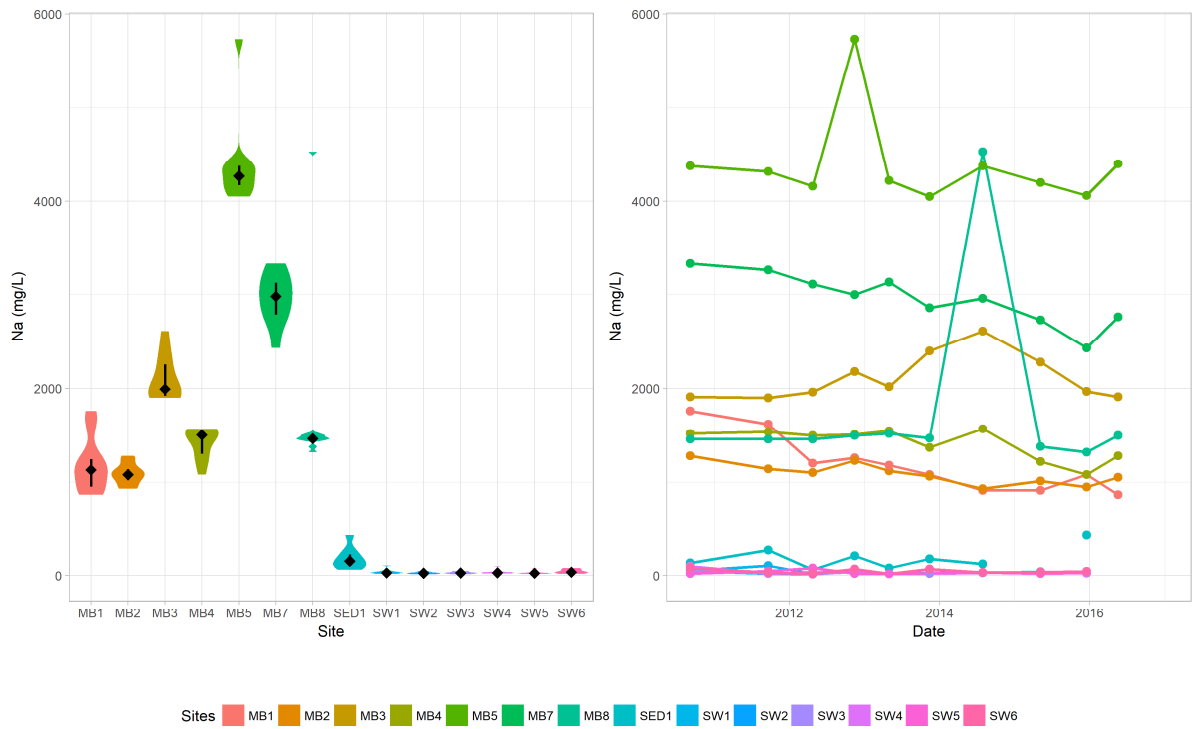 6000
4000
2000
0
Na (mg/L)
MB1 MB2 MB3 MB4 MB5 MB7 MB8 SED1 SW1 SW2 SW3 SW4 SW5 SW6
Site
6000
4000
2000
0
Na (mg/L)
2012 2014 2016
Date
Sites MB1 MB2 MB3 MB4 MB5 MB7 MB8 SED1 SW1 SW2 SW3 SW4 SW5 SW6